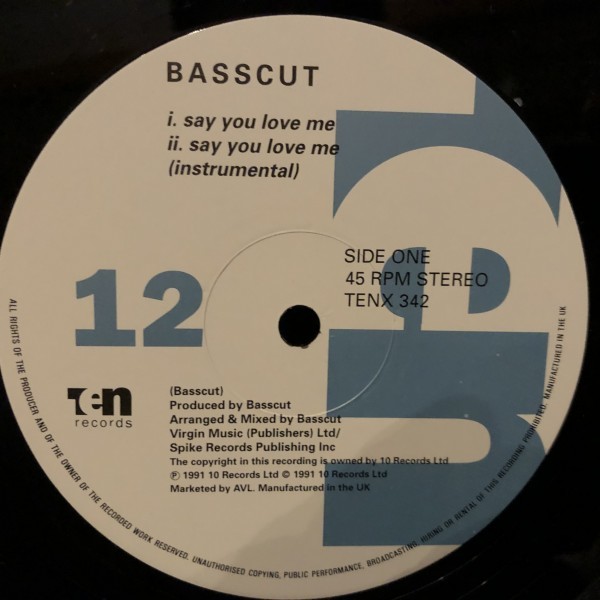 BASSCUT
i. say you love me
ii. say you love me
(instrumental)
SIDE ONE
45 RPM STEREO
TENX 342
12
Ten
records
(Basscut)
Produced by Basscut
Arranged & Mixed by Basscut
Virgin Music (Publishers) Ltd/
Spike Records Publishing Inc
The copyright in this recording is owned by 10 Records Ltd
℗ 1991 10 Records Ltd © 1991 10 Records Ltd
Marketed by AVL. Manufactured in the UK
ALL RIGHTS OF THE PRODUCER AND OF THE OWNER OF THE RECORDED WORK RESERVED. UNAUTHORISED COPYING, PUBLIC PERFORMANCE, BROADCASTING, HIRING OR RENTAL OF THIS RECORDING PROHIBITED. MANUFACTURED IN THE UK